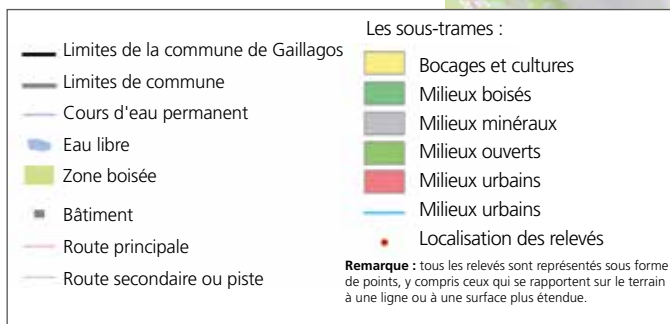 Limites de la commune de Gaillagos
Limites de commune
Cours d'eau permanent
Eau libre
Zone boisée
Bâtiment
Route principale
Route secondaire ou piste
Les sous-trames :
Bocages et cultures
Milieux boisés
Milieux minéraux
Milieux ouverts
Milieux urbains
Milieux urbains
Localisation des relevés
Remarque : tous les relevés sont représentés sous forme
de points, y compris ceux qui se rapportent sur le terrain
à une ligne ou à une surface plus étendue.